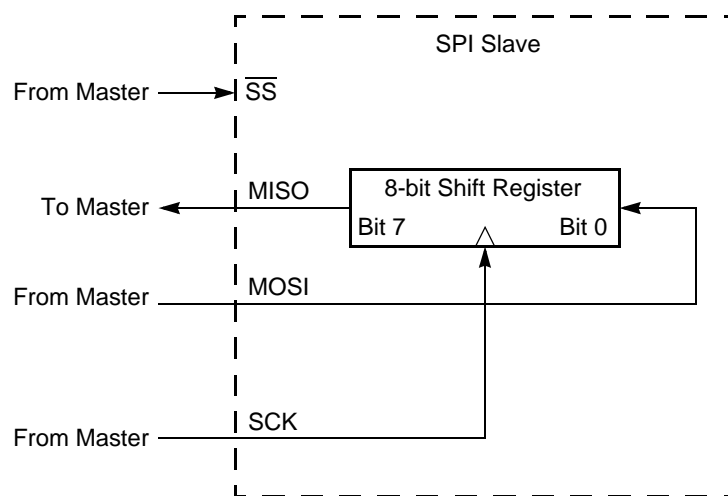 SPI Slave
From Master
S̅S̅
To Master
MISO
8-bit Shift Register
Bit 7
Bit 0
From Master
MOSI
From Master
SCK